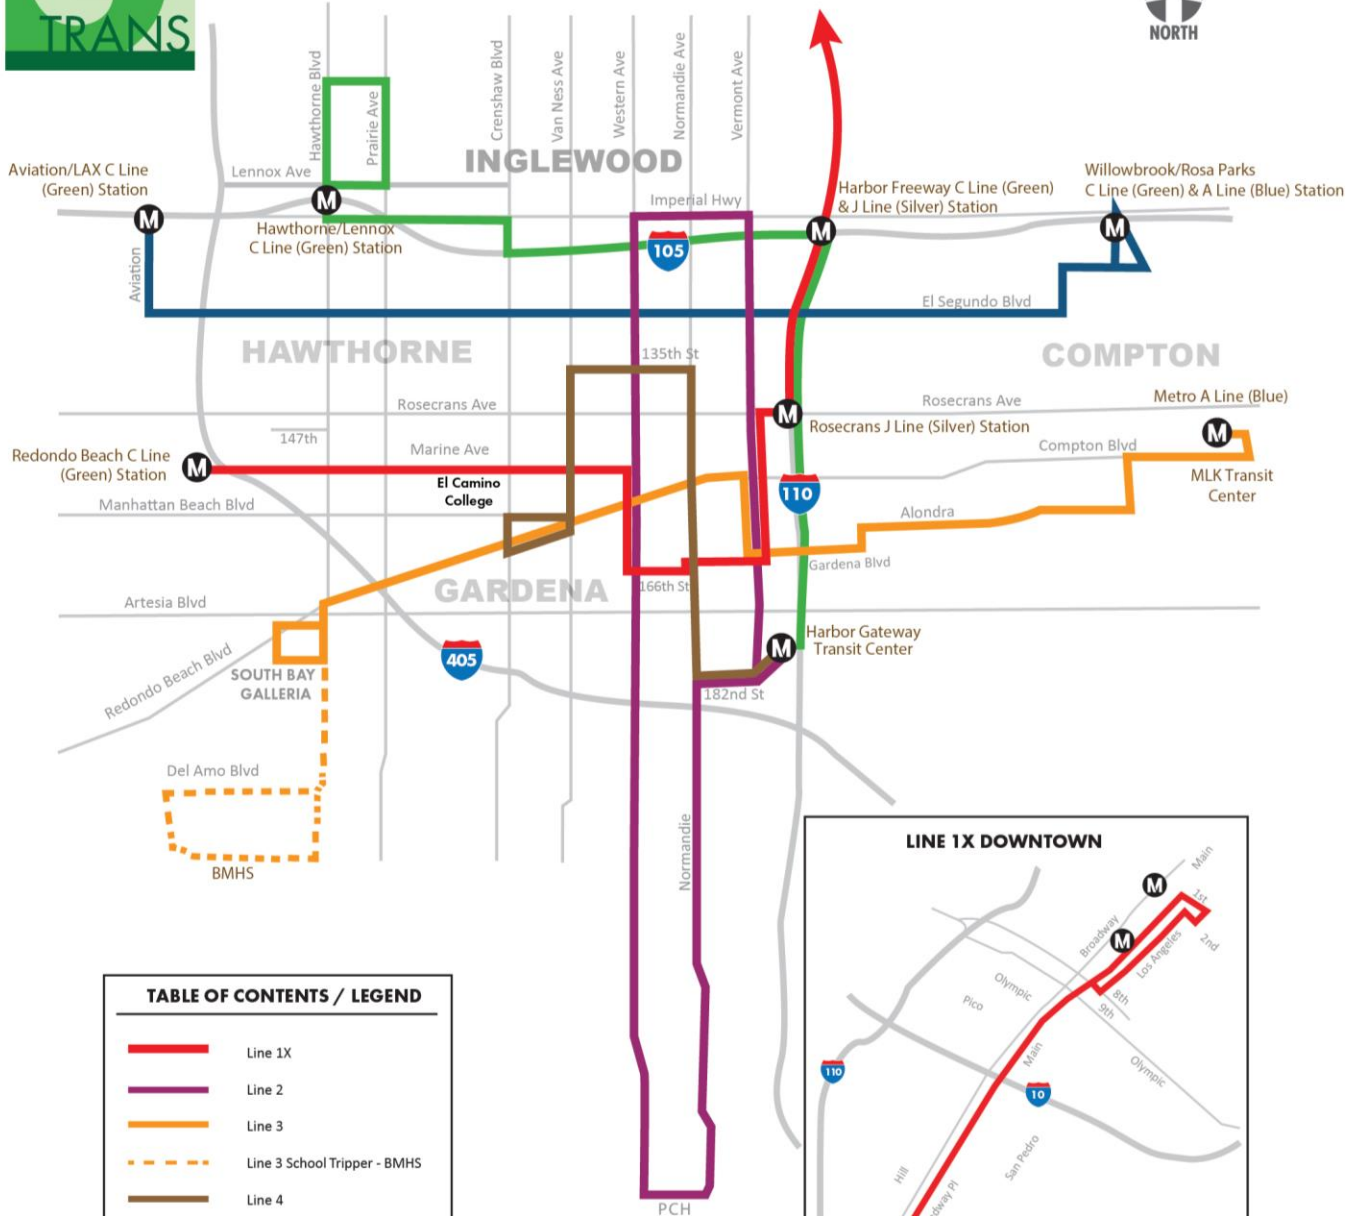 TRANS
NORTH
Hawthorne Blvd
Prairie Ave
Crenshaw Blvd
Van Ness Ave
Western Ave
Normandie Ave
Vermont Ave
INGLEWOOD
Aviation/LAX C Line
(Green) Station
Lennox Ave
M
M
Hawthorne/Lennox
C Line (Green) Station
Imperial Hwy
105
Harbor Freeway C Line (Green)
& J Line (Silver) Station
M
Willowbrook/Rosa Parks
C Line (Green) & A Line (Blue) Station
M
Aviation
El Segundo Blvd
HAWTHORNE
135th St
COMPTON
Rosecrans Ave
Rosecrans Ave
Metro A Line (Blue)
M
Rosecrans J Line (Silver) Station
M
147th
Marine Ave
Compton Blvd
Redondo Beach C Line
(Green) Station
M
El Camino
College
MLK Transit
Center
110
Manhattan Beach Blvd
Alondra
Gardena Blvd
GARDENA
166th St
Artesia Blvd
Harbor Gateway
Transit Center
M
405
Redondo Beach Blvd
SOUTH BAY
GALLERIA
182nd St
Del Amo Blvd
BMHS
Normandie
PCH
TABLE OF CONTENTS / LEGEND
Line 1X
Line 2
Line 3
Line 3 School Tripper - BMHS
Line 4
LINE 1X DOWNTOWN
M
Main
1st
M
Broadway
Los Angeles
2nd
Olympic
Pico
8th
9th
Main
Olympic
110
10
San Pedro
Hill
dway Pl